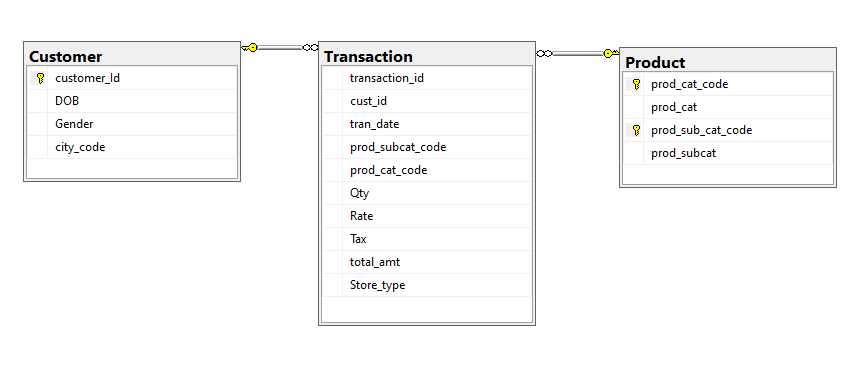 Customer
customer_Id
DOB
Gender
city_code
Transaction
transaction_id
cust_id
tran_date
prod_subcat_code
prod_cat_code
Qty
Rate
Tax
total_amt
Store_type
Product
prod_cat_code
prod_cat
prod_sub_cat_code
prod_subcat